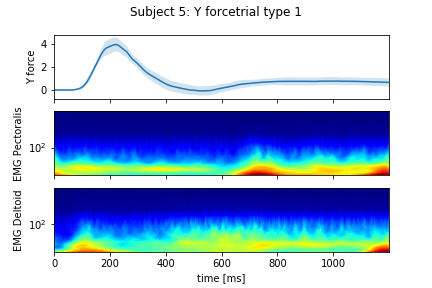 Subject 5: Y forcetrial type 1
Y force
4
2
0
EMG Pectoralis
10²
EMG Deltoid
10²
0 200 400 600 800 1000
time [ms]